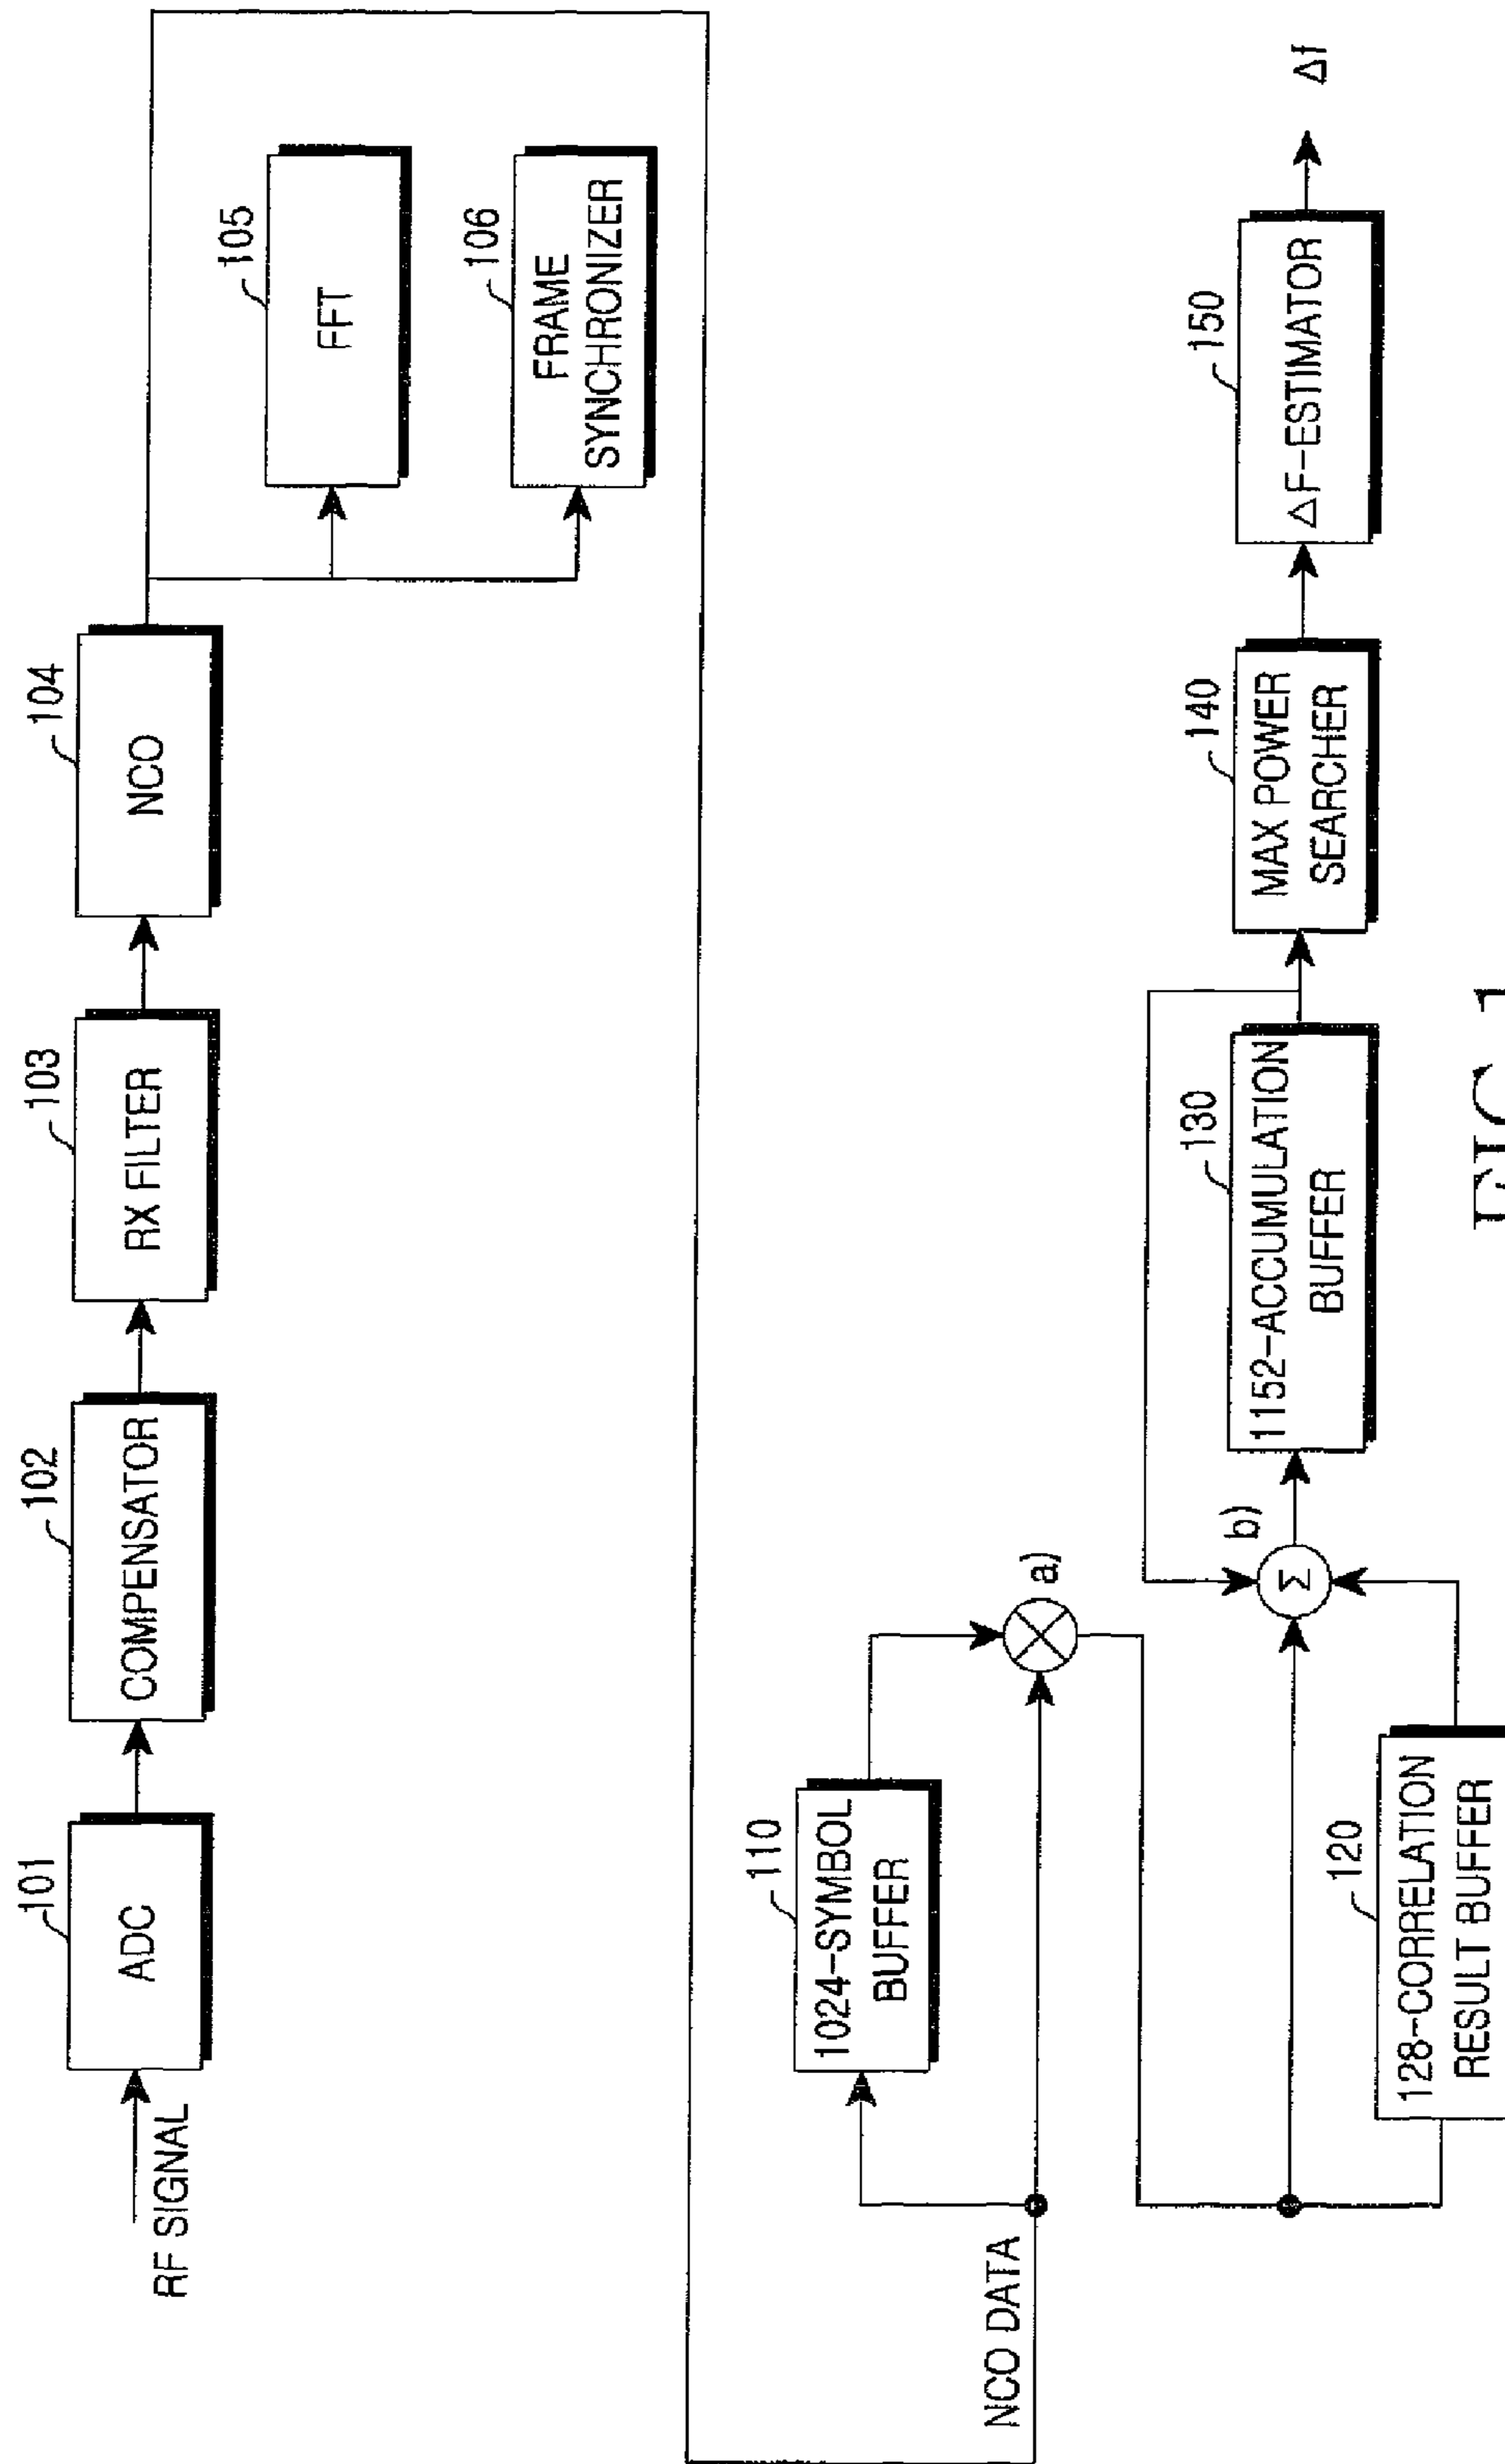 RF SIGNAL
101
ADC
102
COMPENSATOR
103
RX FILTER
104
NCO
105
FFT
106
FRAME
SYNCHRONIZER
NCO DATA
110
1024-SYMBOL
BUFFER
a)
120
128-CORRELATION
RESULT BUFFER
b)
Σ
130
1152-ACCUMULATION
BUFFER
140
MAX POWER
SEARCHER
150
△F-ESTIMATOR
Δf
FIG. 1